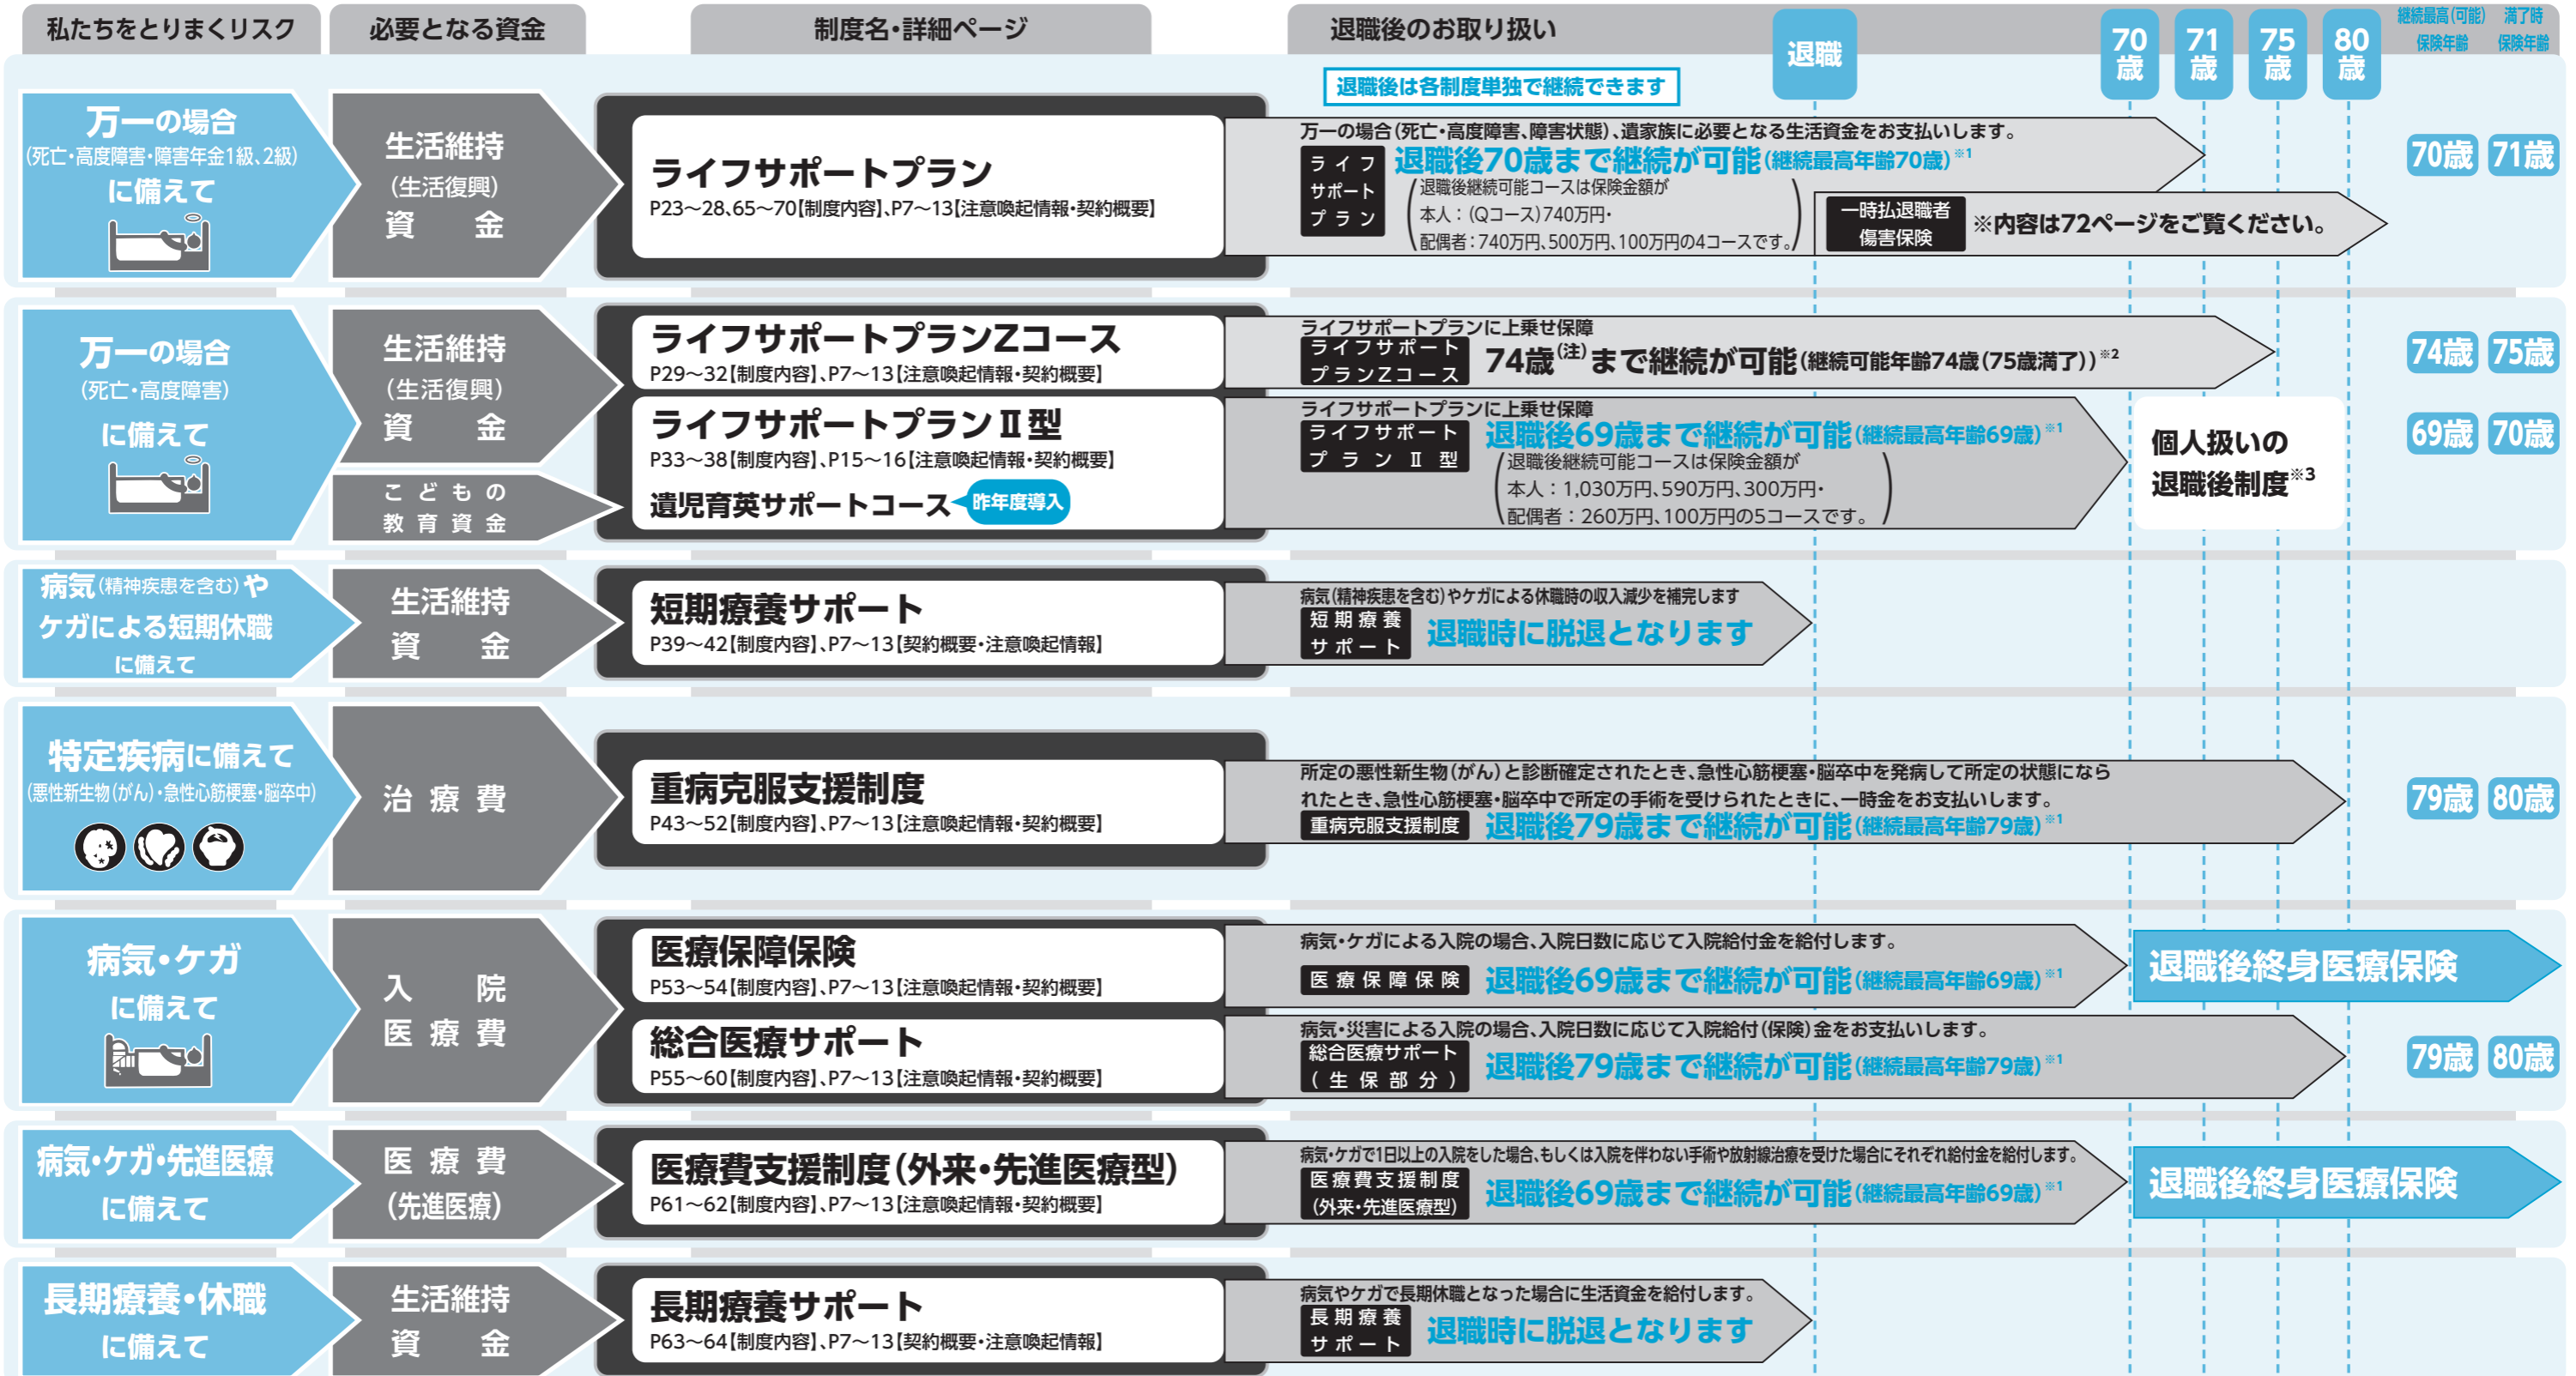 私たちをとりまくリスク
必要となる資金
制度名・詳細ページ
退職後のお取り扱い
退職
70歳
71歳
75歳
80歳
継続最高(可能)保険年齢
満了時保険年齢
退職後は各制度単独で継続できます
万一の場合
(死亡・高度障害・障害年金1級、2級)
に備えて
生活維持
(生活復興)
資金
ライフサポートプラン
P23〜28、65〜70【制度内容】、P7〜13【注意喚起情報・契約概要】
万一の場合(死亡・高度障害、障害状態)、遺家族に必要となる生活資金をお支払いします。
ライフサポートプラン
退職後70歳まで継続が可能(継続最高年齢70歳)※1
(退職後継続可能コースは保険金額が
本人:(Qコース)740万円・
配偶者:740万円、500万円、100万円の4コースです。)
一時払退職者傷害保険
※内容は72ページをご覧ください。
70歳 71歳
万一の場合
(死亡・高度障害)
に備えて
生活維持
(生活復興)
資金
こどもの
教育資金
ライフサポートプランZコース
P29〜32【制度内容】、P7〜13【注意喚起情報・契約概要】
ライフサポートプランに上乗せ保障
ライフサポートプランZコース
74歳(注)まで継続が可能(継続可能年齢74歳(75歳満了))※2
74歳 75歳
ライフサポートプランⅡ型
P33〜38【制度内容】、P15〜16【注意喚起情報・契約概要】
遺児育英サポートコース
昨年度導入
ライフサポートプランに上乗せ保障
ライフサポートプランⅡ型
退職後69歳まで継続が可能(継続最高年齢69歳)※1
(退職後継続可能コースは保険金額が
本人:1,030万円、590万円、300万円・
配偶者:260万円、100万円の5コースです。)
個人扱いの
退職後制度※3
69歳 70歳
病気(精神疾患を含む)や
ケガによる短期休職
に備えて
生活維持
資金
短期療養サポート
P39〜42【制度内容】、P7〜13【契約概要・注意喚起情報】
病気(精神疾患を含む)やケガによる休職時の収入減少を補完します
短期療養サポート
退職時に脱退となります
特定疾病に備えて
(悪性新生物(がん)・急性心筋梗塞・脳卒中)
治療費
重病克服支援制度
P43〜52【制度内容】、P7〜13【注意喚起情報・契約概要】
所定の悪性新生物(がん)と診断確定されたとき、急性心筋梗塞・脳卒中を発病して所定の状態になら
れたとき、急性心筋梗塞・脳卒中で所定の手術を受けられたときに、一時金をお支払いします。
重病克服支援制度
退職後79歳まで継続が可能(継続最高年齢79歳)※1
79歳 80歳
病気・ケガ
に備えて
入院
医療費
医療保障保険
P53〜54【制度内容】、P7〜13【注意喚起情報・契約概要】
病気・ケガによる入院の場合、入院日数に応じて入院給付金を給付します。
医療保障保険
退職後69歳まで継続が可能(継続最高年齢69歳)※1
退職後終身医療保険
総合医療サポート
P55〜60【制度内容】、P7〜13【注意喚起情報・契約概要】
病気・災害による入院の場合、入院日数に応じて入院給付(保険)金をお支払いします。
総合医療サポート
(生保部分)
退職後79歳まで継続が可能(継続最高年齢79歳)※1
79歳 80歳
病気・ケガ・先進医療
に備えて
医療費
(先進医療)
医療費支援制度(外来・先進医療型)
P61〜62【制度内容】、P7〜13【注意喚起情報・契約概要】
病気・ケガで1日以上の入院をした場合、もしくは入院を伴わない手術や放射線治療を受けた場合にそれぞれ給付金を給付します。
医療費支援制度
(外来・先進医療型)
退職後69歳まで継続が可能(継続最高年齢69歳)※1
退職後終身医療保険
長期療養・休職
に備えて
生活維持
資金
長期療養サポート
P63〜64【制度内容】、P7〜13【契約概要・注意喚起情報】
病気やケガで長期休職となった場合に生活資金を給付します。
長期療養サポート
退職時に脱退となります